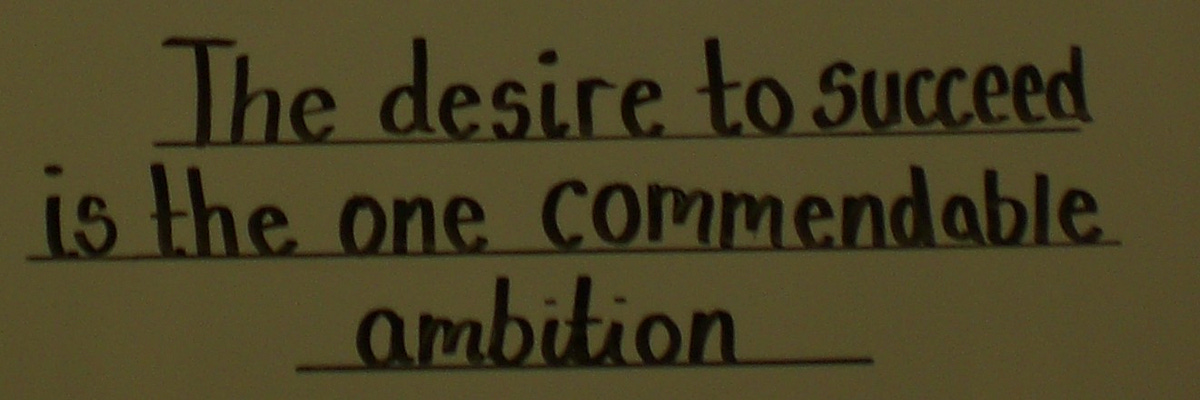 The desire to succeed
is the one commendable
ambition